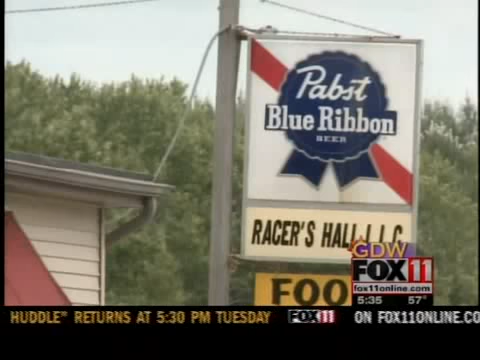 Pabst
Blue Ribbon
BEER
RACER'S HALL LLC
FOO
GDW
FOX 11
fox11online.com
5:35 57°
HUDDLE" RETURNS AT 5:30 PM TUESDAY FOX 11 ON FOX11ONLINE.CO